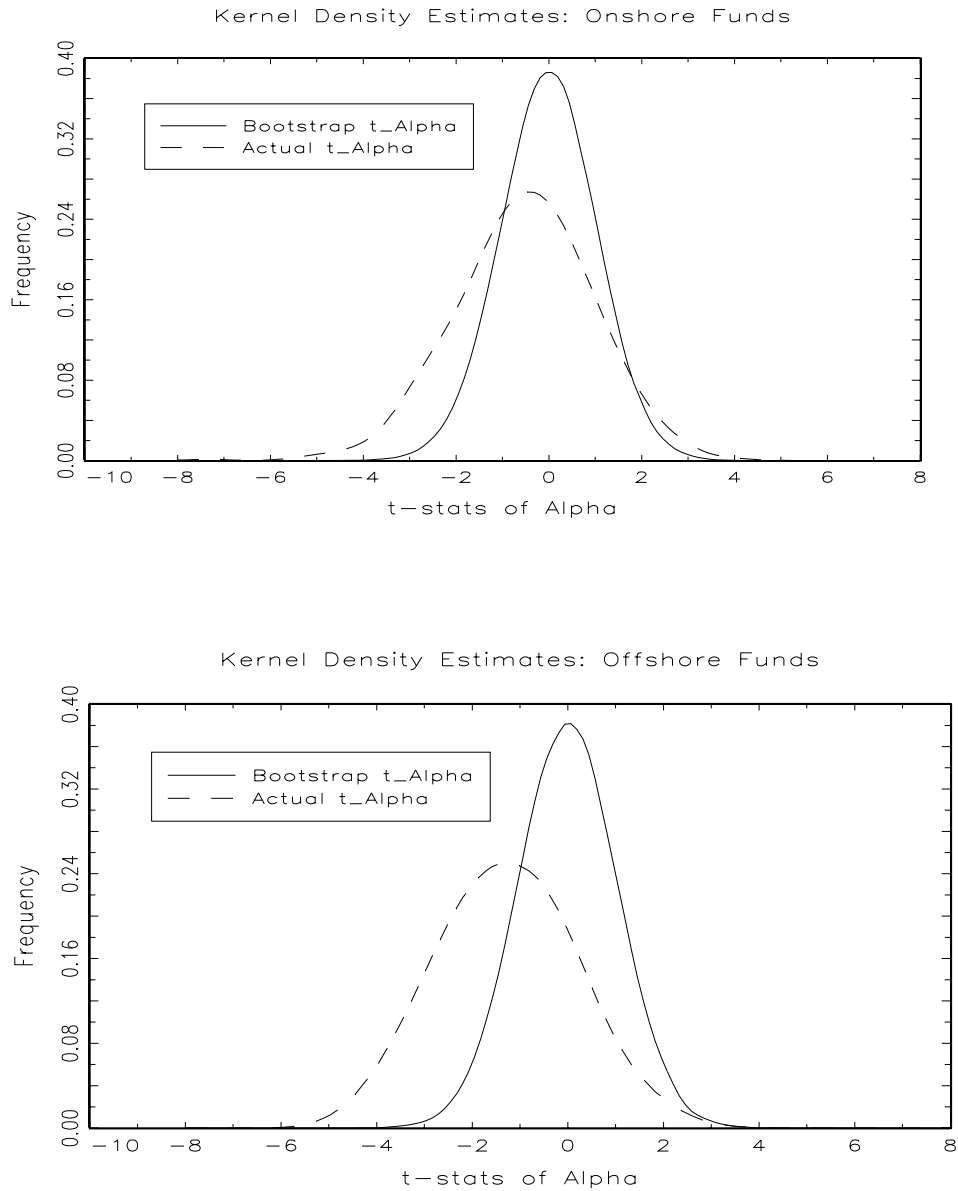 Kernel Density Estimates: Onshore Funds
0.40
0.32
0.24
0.16
0.08
0.00
Frequency
Bootstrap t_Alpha
Actual t_Alpha
−10 −8 −6 −4 −2 0 2 4 6 8
t−stats of Alpha
Kernel Density Estimates: Offshore Funds
0.40
0.32
0.24
0.16
0.08
0.00
Frequency
Bootstrap t_Alpha
Actual t_Alpha
−10 −8 −6 −4 −2 0 2 4 6 8
t−stats of Alpha